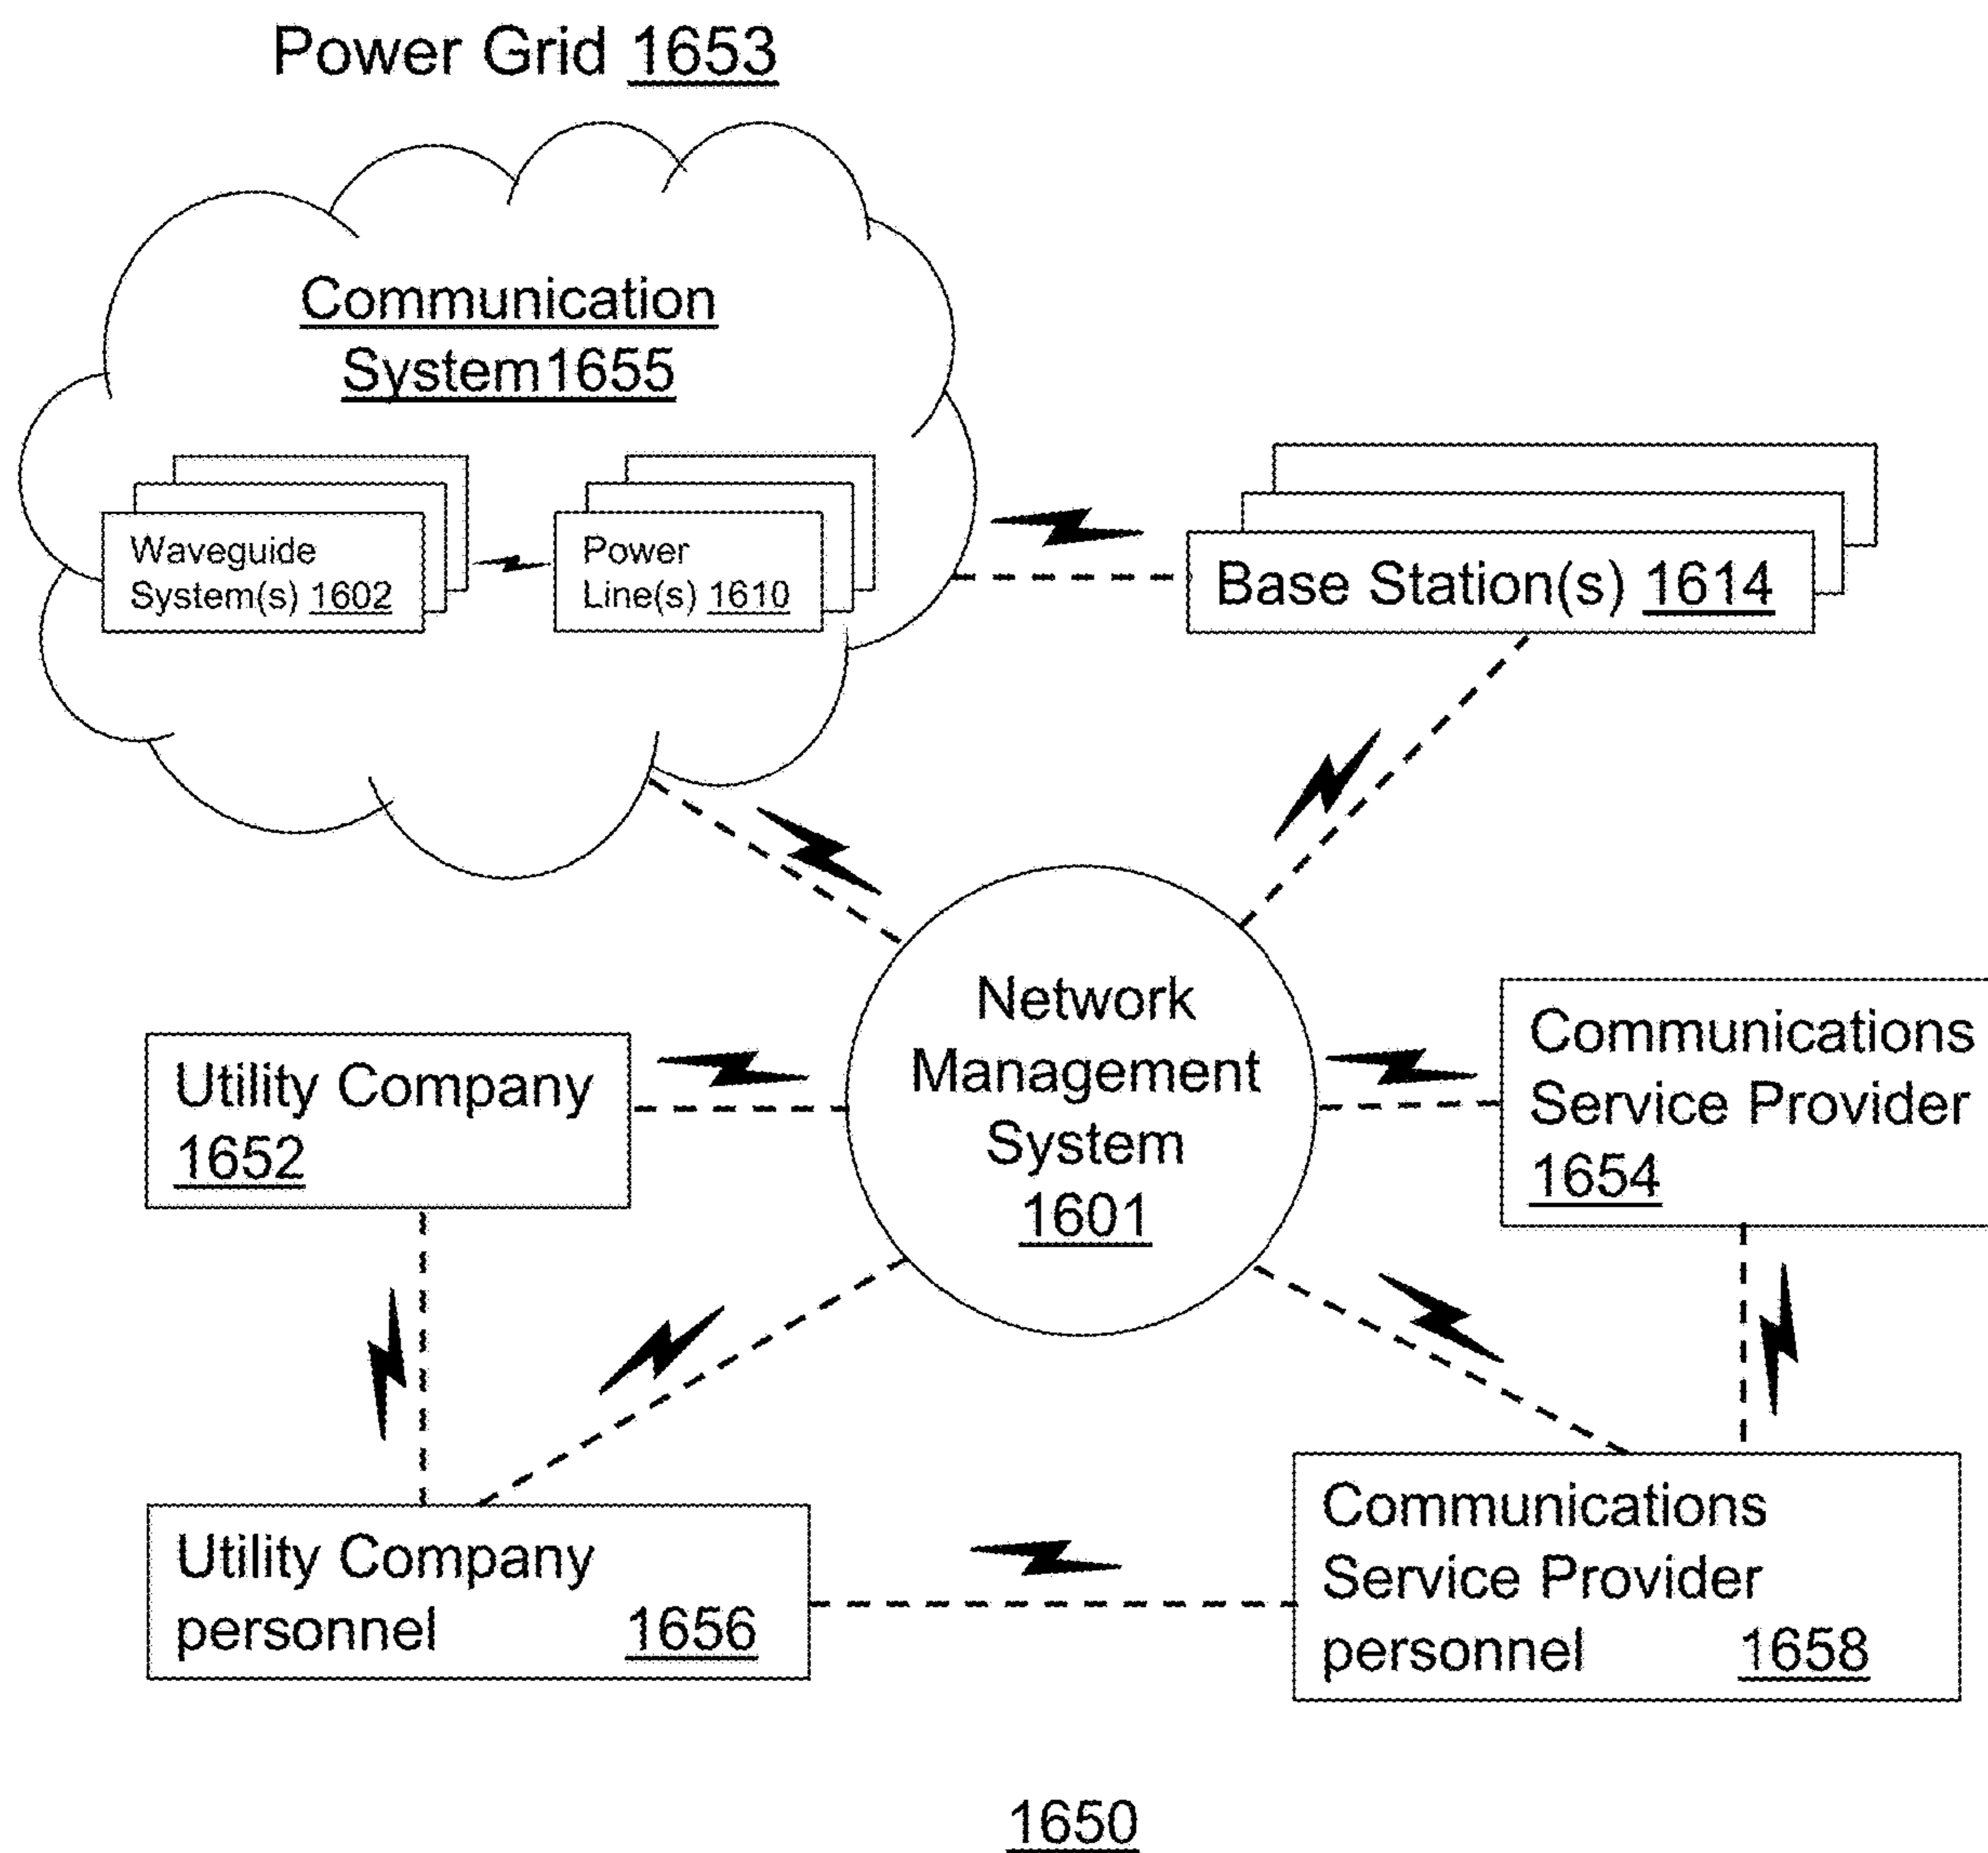 Power Grid 1653
Communication
System1655
Waveguide
System(s) 1602
Power
Line(s) 1610
Base Station(s) 1614
Network
Management
System
1601
Utility Company
1652
Communications
Service Provider
1654
Utility Company
personnel 1656
Communications
Service Provider
personnel 1658
1650